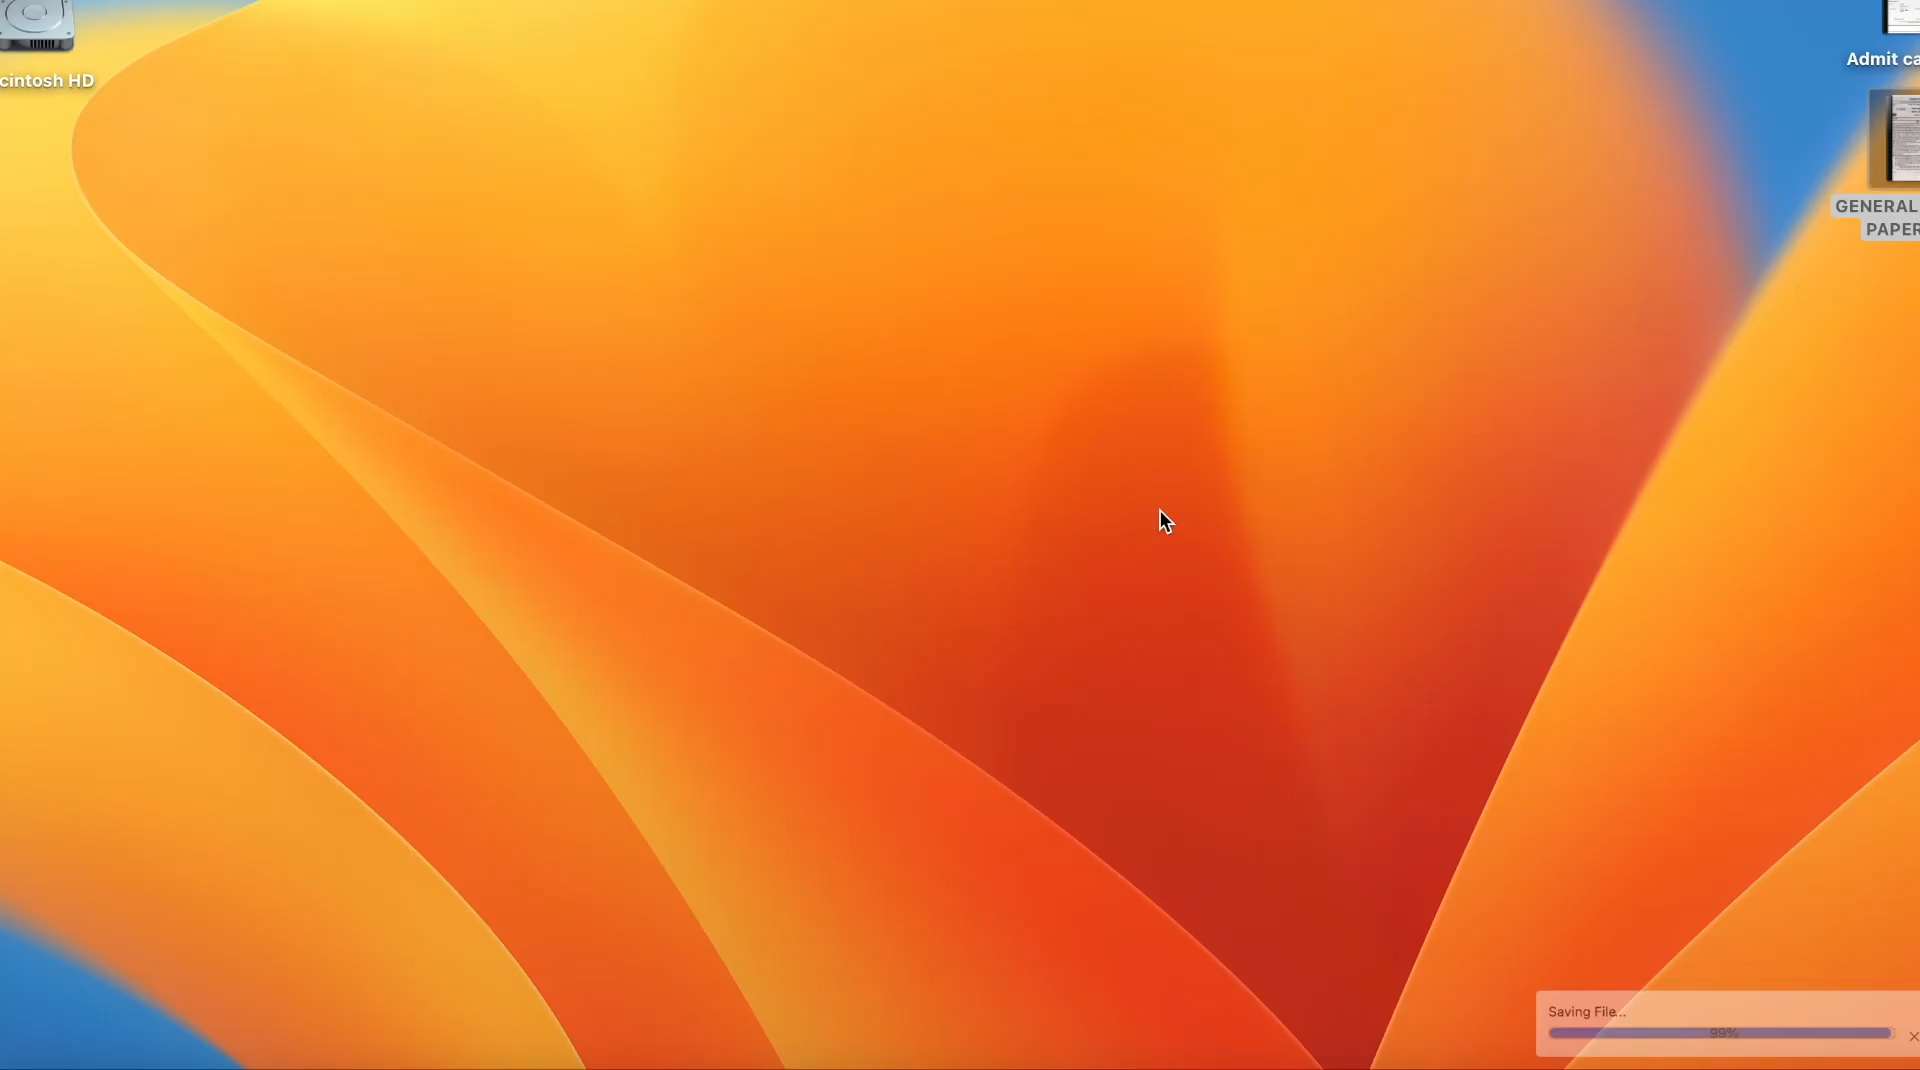 cintosh HD
Admit ca
GENERAL
PAPER
Saving File...
99%